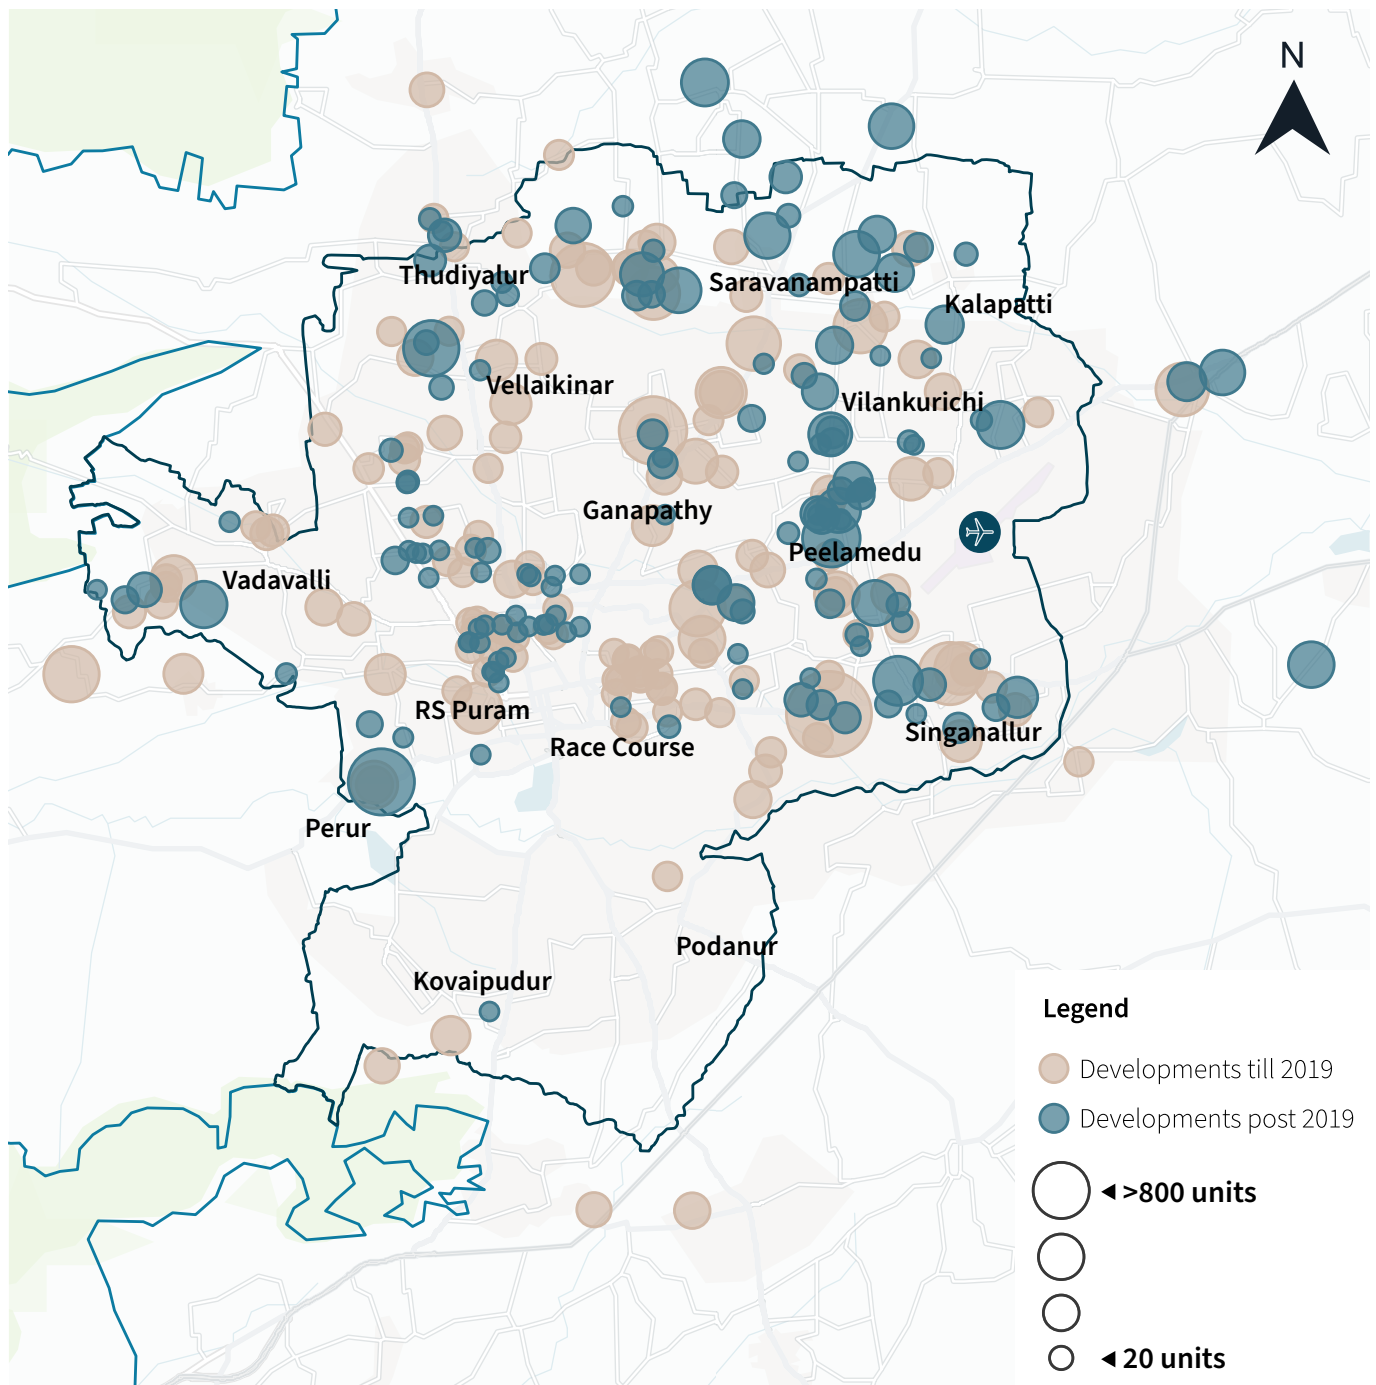 N
Thudiyalur
Saravanampatti
Kalapatti
Vellaikinar
Vilankurichi
Ganapathy
Peelamedu
Vadavalli
RS Puram
Race Course
Singanallur
Perur
Podanur
Kovaipudur
Legend
Developments till 2019
Developments post 2019
>800 units
20 units